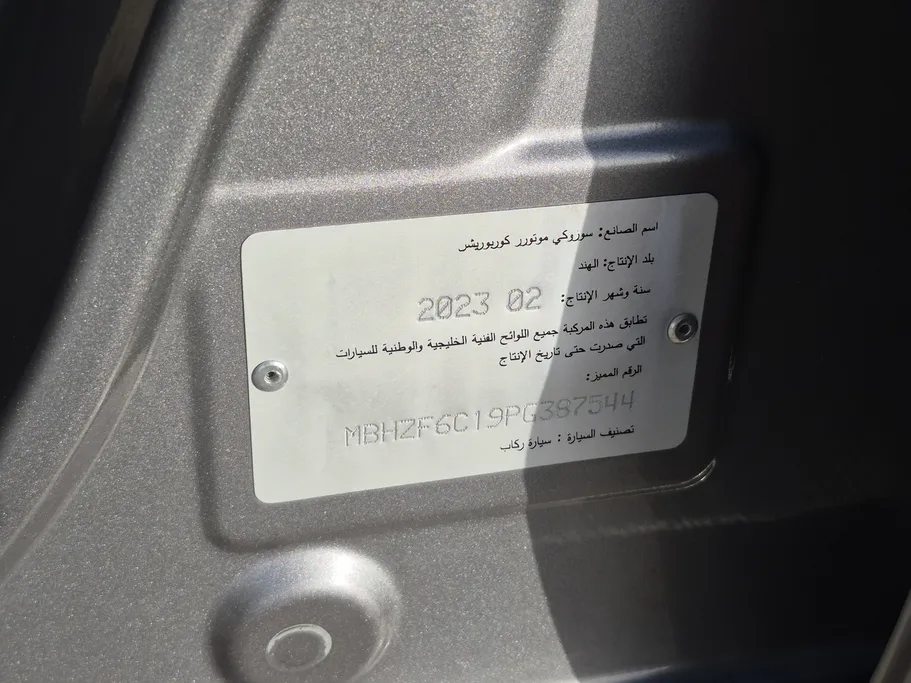 اسم الصانع: سوروكي موتورر كوربوريشر
بلد الإنتاج: الهند
سنة وشهر الإنتاج: 2023 02
تطابق هذه المركبة جميع اللوائح الفنية الخليجية والوطنية للسيارات
التي صدرت حتى تاريخ الإنتاج
الرقم المميز:
MBHZF6C19PG387544
تصنيف السيارة : سيارة ركاب